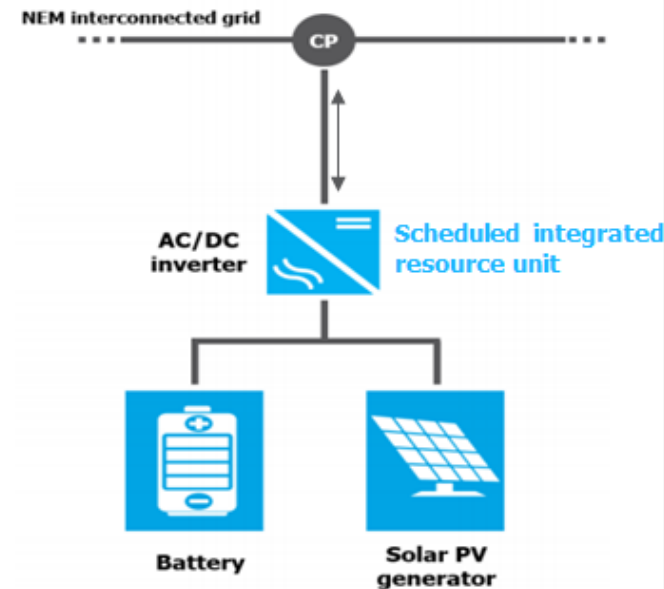 NEM interconnected grid
CP
AC/DC
inverter
Scheduled integrated
resource unit
Battery
Solar PV
generator